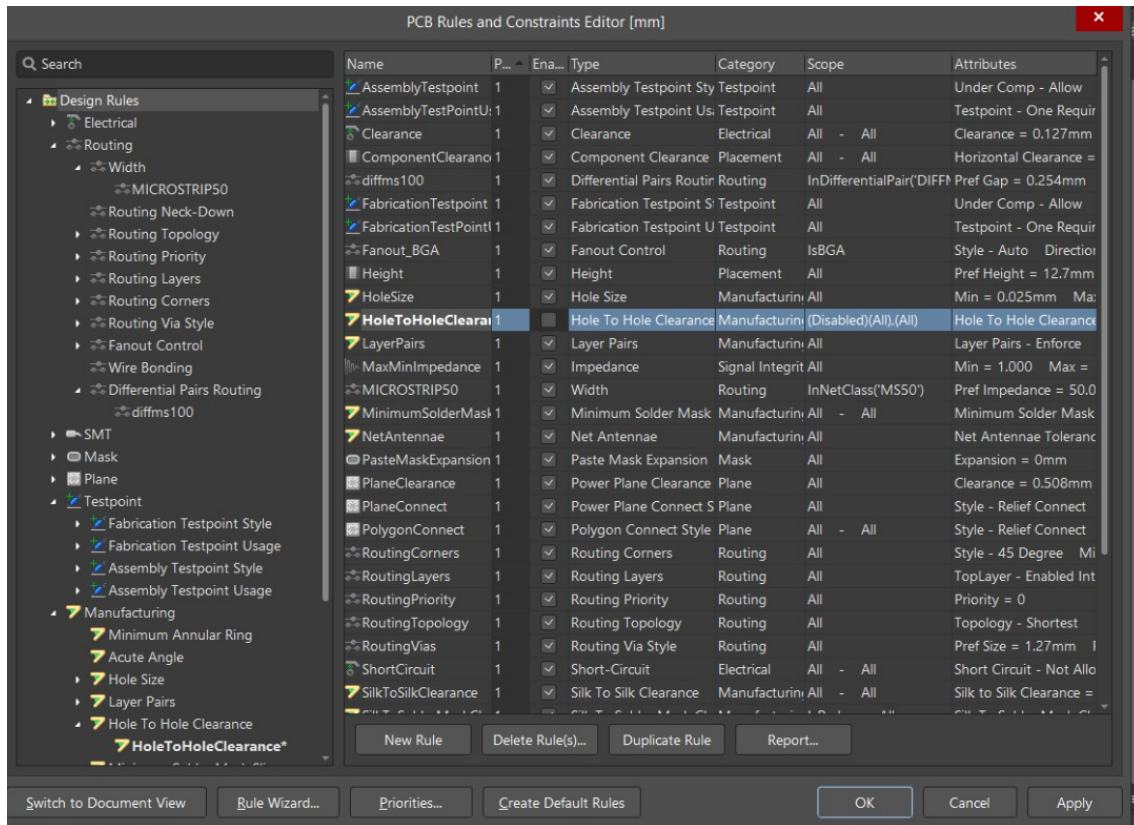 PCB Rules and Constraints Editor [mm]
Search
Design Rules
Electrical
Routing
Width
MICROSTRIP50
Routing Neck-Down
Routing Topology
Routing Priority
Routing Layers
Routing Corners
Routing Via Style
Fanout Control
Wire Bonding
Differential Pairs Routing
diffms100
SMT
Mask
Plane
Testpoint
Fabrication Testpoint Style
Fabrication Testpoint Usage
Assembly Testpoint Style
Assembly Testpoint Usage
Manufacturing
Minimum Annular Ring
Acute Angle
Hole Size
Layer Pairs
Hole To Hole Clearance
HoleToHoleClearance*
Name P... Ena... Type Category Scope Attributes
AssemblyTestpoint 1 Assembly Testpoint Sty Testpoint All Under Comp - Allow
AssemblyTestPointU: 1 Assembly Testpoint Us: Testpoint All Testpoint - One Requir
Clearance 1 Clearance Electrical All - All Clearance = 0.127mm
ComponentClearanc 1 Component Clearance Placement All - All Horizontal Clearance =
diffms100 1 Differential Pairs Routin Routing InDifferentialPair('DIFFM Pref Gap = 0.254mm
FabricationTestpoint 1 Fabrication Testpoint S Testpoint All Under Comp - Allow
FabricationTestPoint 1 Fabrication Testpoint U Testpoint All Testpoint - One Requir
Fanout_BGA 1 Fanout Control Routing IsBGA Style - Auto Direction
Height 1 Height Placement All Pref Height = 12.7mm
HoleSize 1 Hole Size Manufacturin All Min = 0.025mm Ma
HoleToHoleClearan 1 Hole To Hole Clearance Manufacturin (Disabled)(All),(All) Hole To Hole Clearance
LayerPairs 1 Layer Pairs Manufacturin All Layer Pairs - Enforce
MaxMinImpedance 1 Impedance Signal Integrit All Min = 1.000 Max =
MICROSTRIP50 1 Width Routing InNetClass('MS50') Pref Impedance = 50.0
MinimumSolderMask 1 Minimum Solder Mask Manufacturin All - All Minimum Solder Mask
NetAntennae 1 Net Antennae Manufacturin All Net Antennae Toleranc
PasteMaskExpansion 1 Paste Mask Expansion Mask All Expansion = 0mm
PlaneClearance 1 Power Plane Clearance Plane All Clearance = 0.508mm
PlaneConnect 1 Power Plane Connect S Plane All Style - Relief Connect
PolygonConnect 1 Polygon Connect Style Plane All - All Style - Relief Connect
RoutingCorners 1 Routing Corners Routing All Style - 45 Degree Mi
RoutingLayers 1 Routing Layers Routing All TopLayer - Enabled Int
RoutingPriority 1 Routing Priority Routing All Priority = 0
RoutingTopology 1 Routing Topology Routing All Topology - Shortest
RoutingVias 1 Routing Via Style Routing All Pref Size = 1.27mm
ShortCircuit 1 Short-Circuit Electrical All - All Short Circuit - Not Allo
SilkToSilkClearance 1 Silk To Silk Clearance Manufacturin All - All Silk to Silk Clearance =
New Rule Delete Rule(s)... Duplicate Rule Report...
Switch to Document View Rule Wizard... Priorities... Create Default Rules OK Cancel Apply